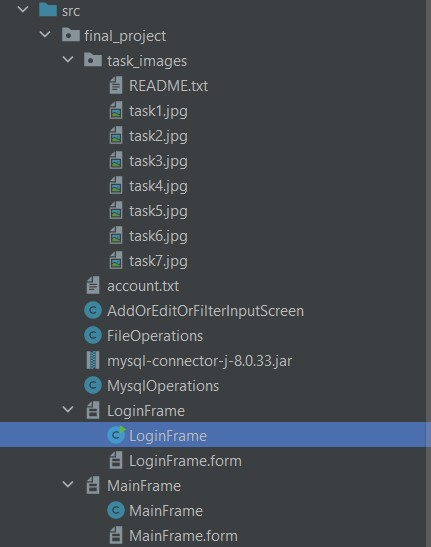 src
final_project
task_images
README.txt
task1.jpg
task2.jpg
task3.jpg
task4.jpg
task5.jpg
task6.jpg
task7.jpg
account.txt
AddOrEditOrFilterInputScreen
FileOperations
mysql-connector-j-8.0.33.jar
MysqlOperations
LoginFrame
LoginFrame
LoginFrame.form
MainFrame
MainFrame
MainFrame.form